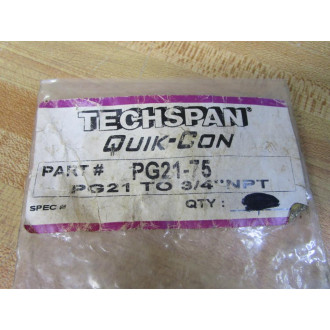 TECHSPAN
QUIK-CON
PART # PG21-75
PG21 TO 3/4" NPT
SPEC # QTY :